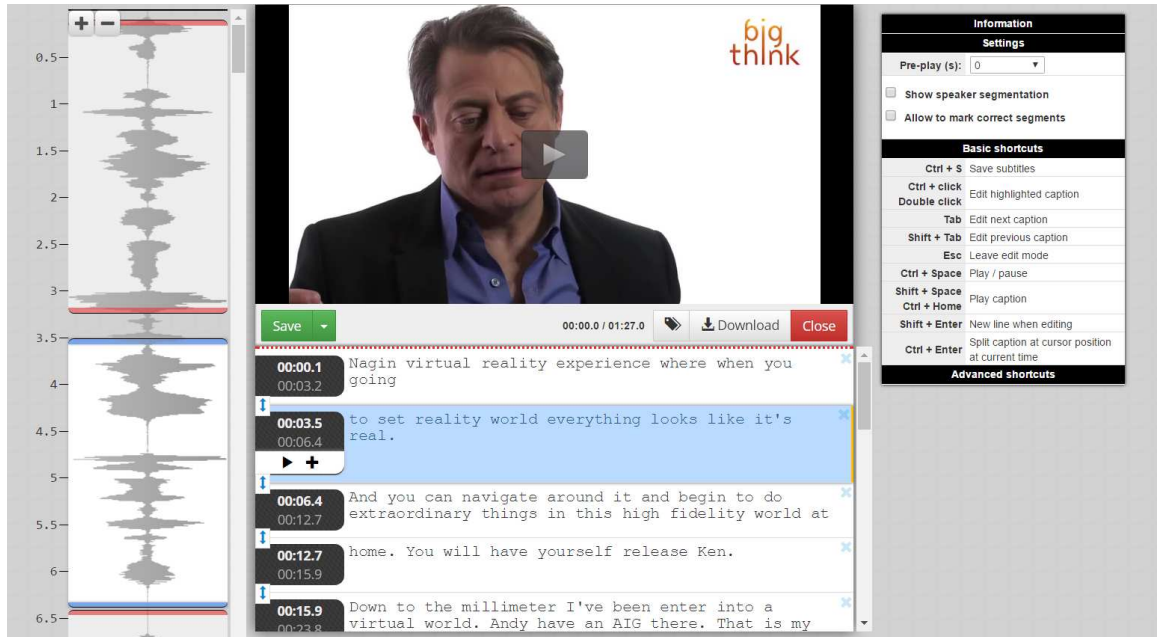 + −
0.5
1
1.5
2
2.5
3
3.5
4
4.5
5
5.5
6
6.5
big
think
Save
00:00.0 / 01:27.0
Download
Close
00:00.1
00:03.2
Nagin virtual reality experience where when you
going
00:03.5
00:06.4
to set reality world everything looks like it's
real.
00:06.4
00:12.7
And you can navigate around it and begin to do
extraordinary things in this high fidelity world at
00:12.7
00:15.9
home. You will have yourself release Ken.
00:15.9
00:23.8
Down to the millimeter I've been enter into a
virtual world. Andy have an AIG there. That is my
Information
Settings
Pre-play (s): 0
Show speaker segmentation
Allow to mark correct segments
Basic shortcuts
Ctrl + S Save subtitles
Ctrl + click
Double click
Edit highlighted caption
Tab Edit next caption
Shift + Tab Edit previous caption
Esc Leave edit mode
Ctrl + Space Play / pause
Shift + Space
Ctrl + Home
Play caption
Shift + Enter New line when editing
Ctrl + Enter
Split caption at cursor position
at current time
Advanced shortcuts